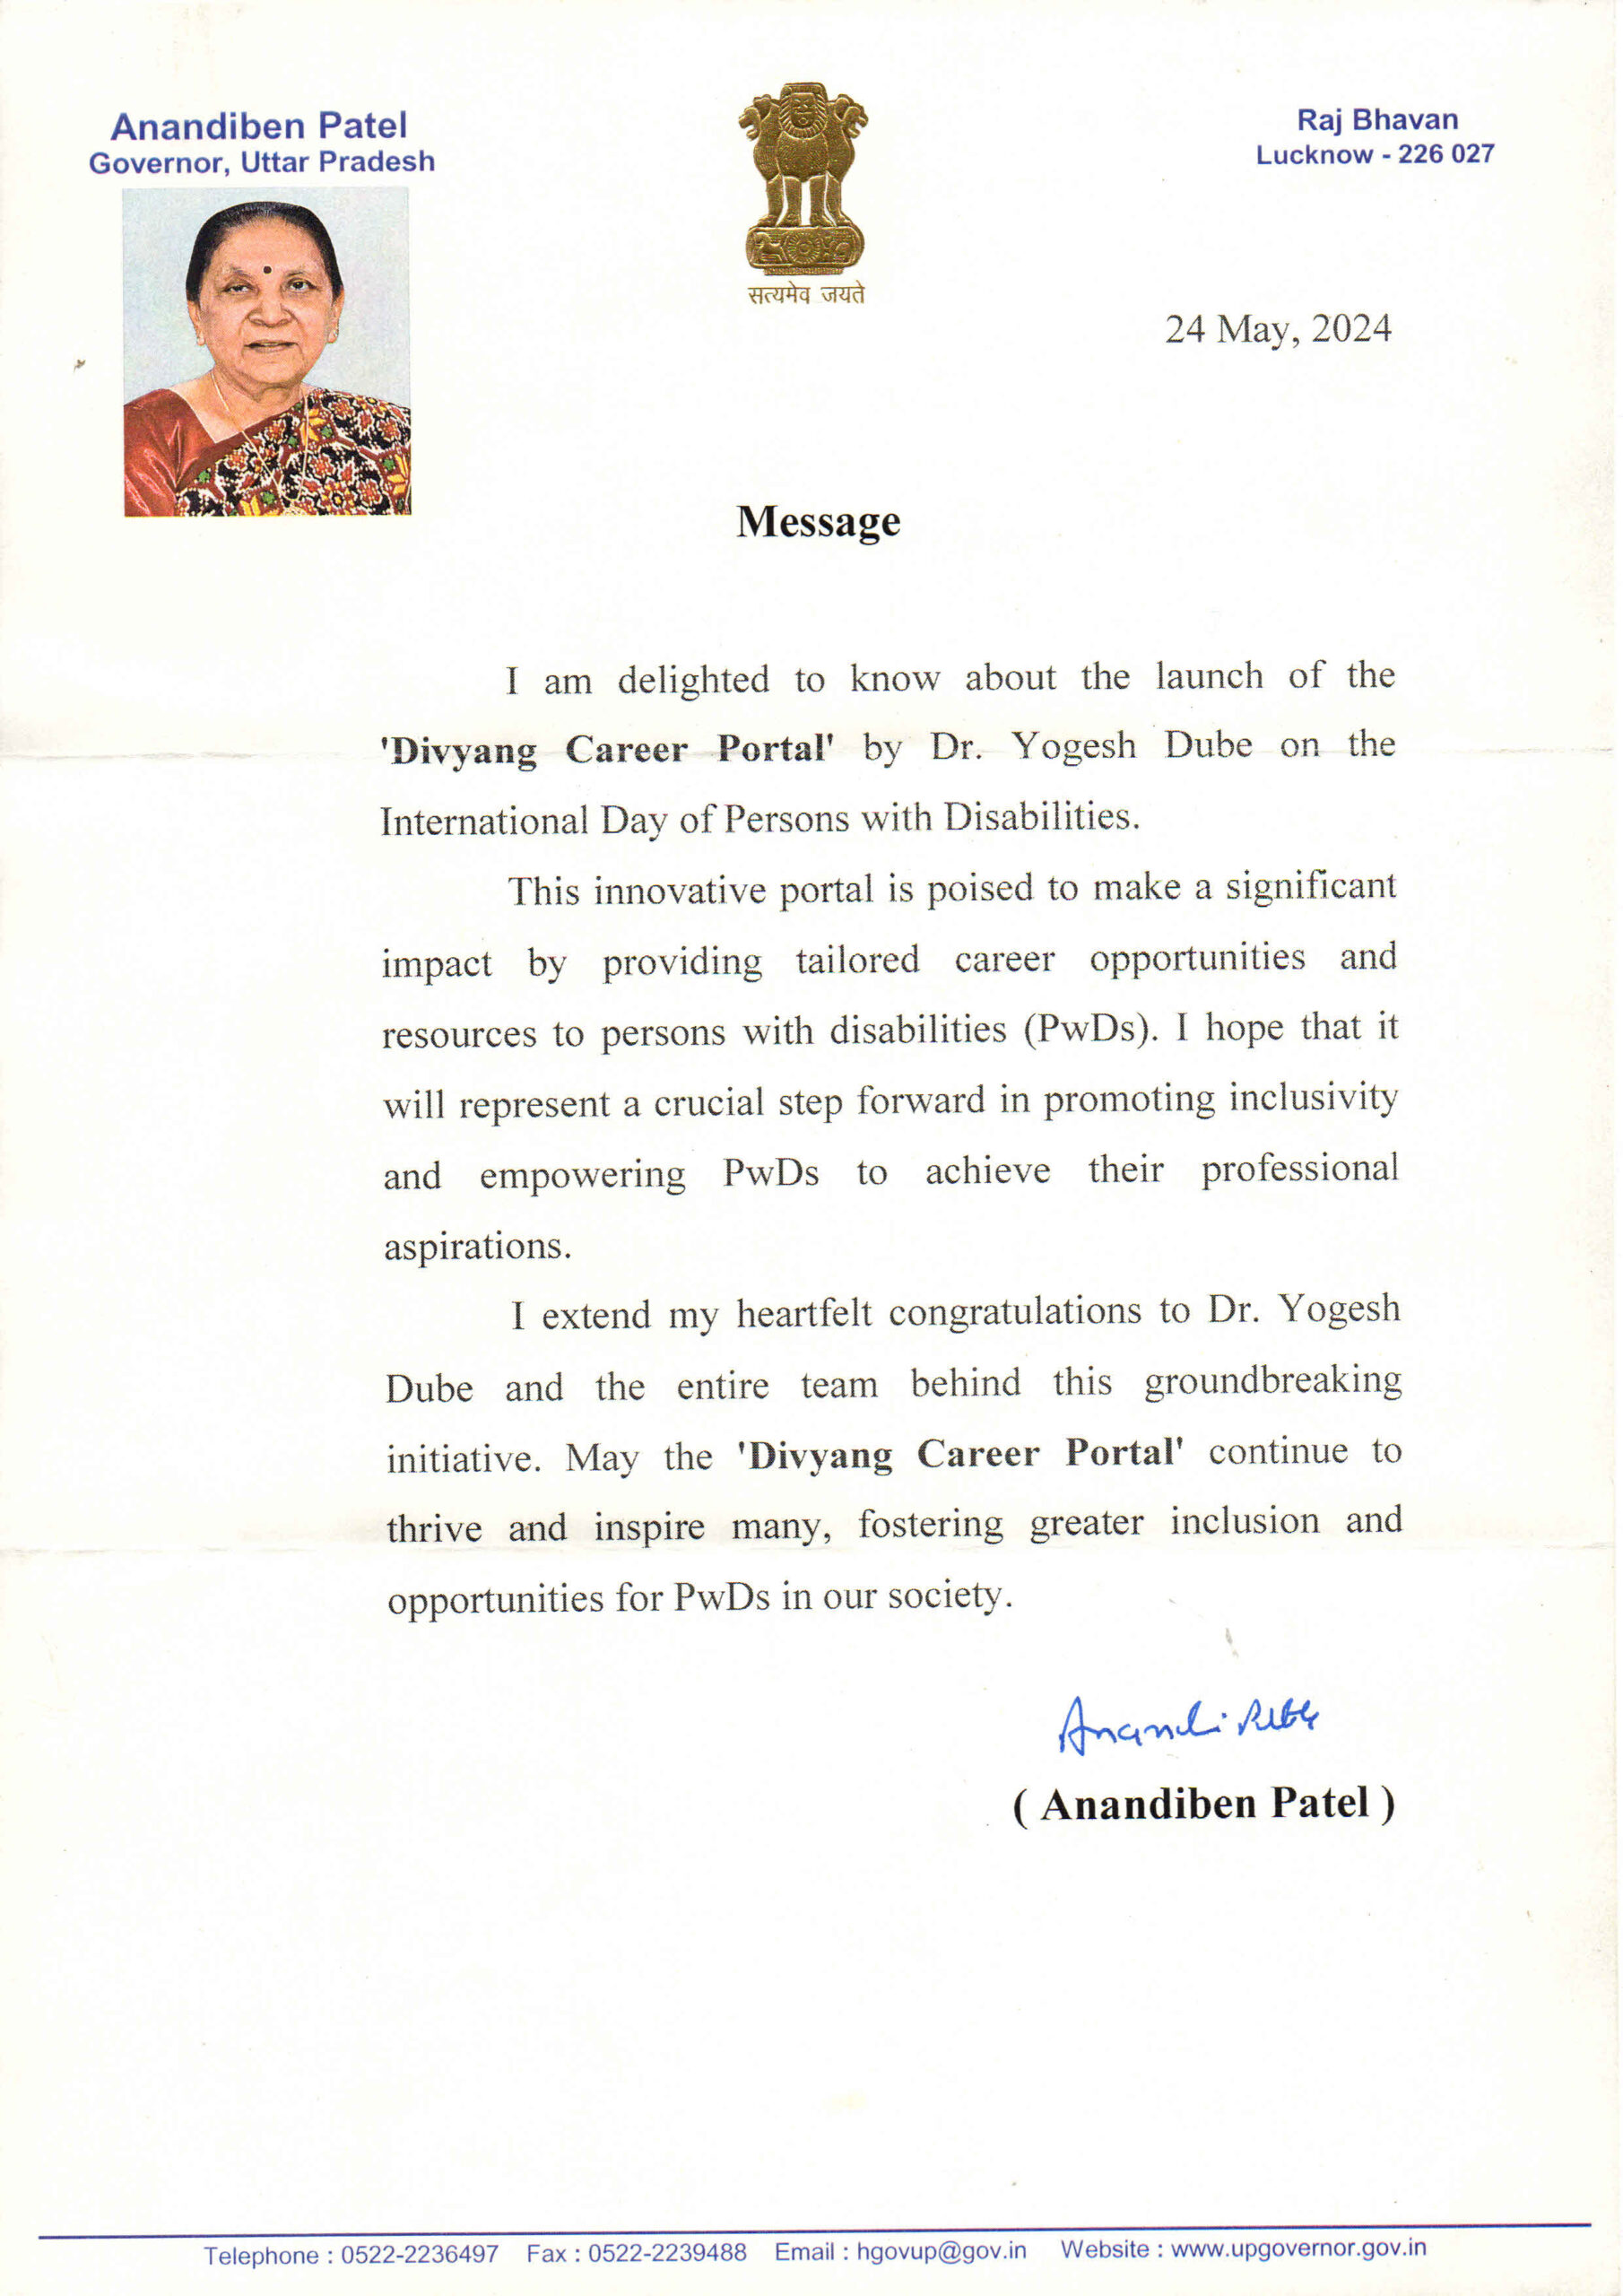 Anandiben Patel
Governor, Uttar Pradesh
सत्यमेव जयते
Raj Bhavan
Lucknow - 226 027
24 May, 2024
Message
I am delighted to know about the launch of the
'Divyang Career Portal' by Dr. Yogesh Dube on the
International Day of Persons with Disabilities.
This innovative portal is poised to make a significant
impact by providing tailored career opportunities and
resources to persons with disabilities (PwDs). I hope that it
will represent a crucial step forward in promoting inclusivity
and empowering PwDs to achieve their professional
aspirations.
I extend my heartfelt congratulations to Dr. Yogesh
Dube and the entire team behind this groundbreaking
initiative. May the 'Divyang Career Portal' continue to
thrive and inspire many, fostering greater inclusion and
opportunities for PwDs in our society.
( Anandiben Patel )
Telephone : 0522-2236497 Fax : 0522-2239488 Email : hgovup@gov.in Website : www.upgovernor.gov.in